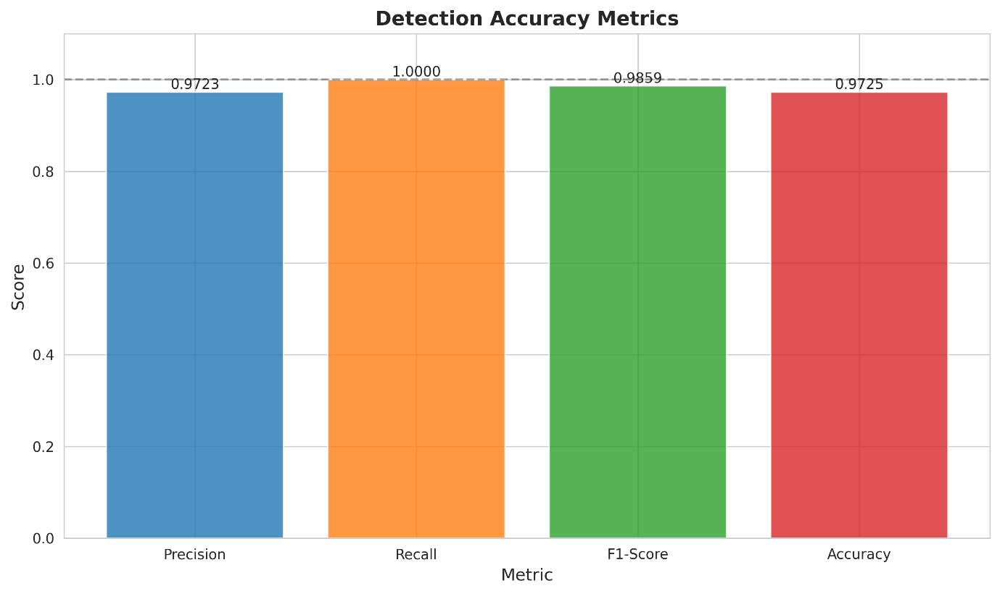 Detection Accuracy Metrics
1.0000
0.9723
0.9859
0.9725
1.0
0.8
0.6
0.4
0.2
0.0
Score
Precision
Recall
F1-Score
Accuracy
Metric